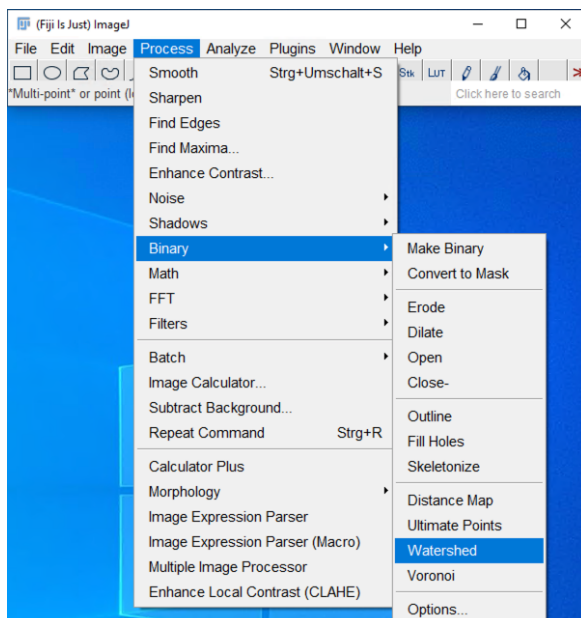 (Fiji Is Just) ImageJ
File Edit Image Process Analyze Plugins Window Help
Stk LUT
*Multi-point* or point (l
Click here to search
Smooth Strg+Umschalt+S
Sharpen
Find Edges
Find Maxima...
Enhance Contrast...
Noise
Shadows
Binary
Math
FFT
Filters
Batch
Image Calculator...
Subtract Background...
Repeat Command Strg+R
Calculator Plus
Morphology
Image Expression Parser
Image Expression Parser (Macro)
Multiple Image Processor
Enhance Local Contrast (CLAHE)
Make Binary
Convert to Mask
Erode
Dilate
Open
Close-
Outline
Fill Holes
Skeletonize
Distance Map
Ultimate Points
Watershed
Voronoi
Options...